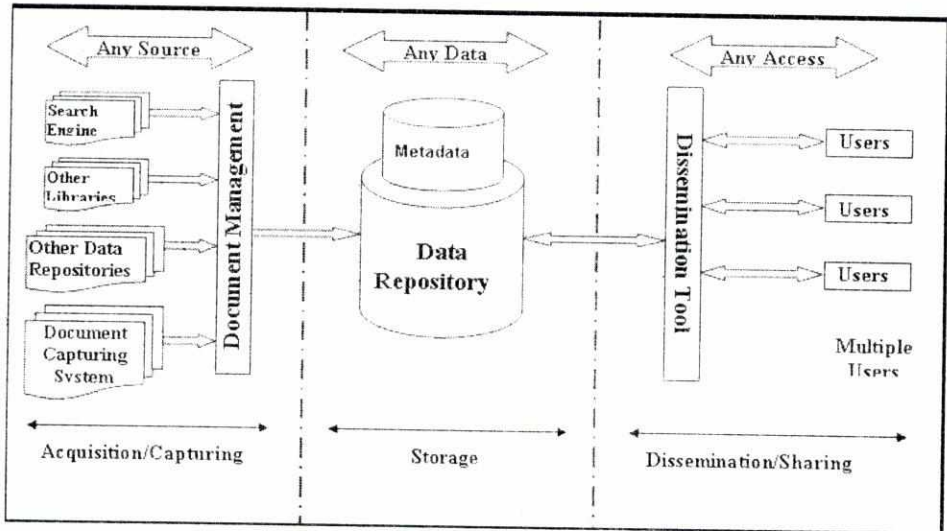 Any Source
Any Data
Any Access
Search
Engine
Other
Libraries
Other Data
Repositories
Document
Capturing
System
Document Management
Metadata
Data
Repository
Dissemination Tool
Users
Users
Users
Multiple
Users
Acquisition/Capturing
Storage
Dissemination/Sharing